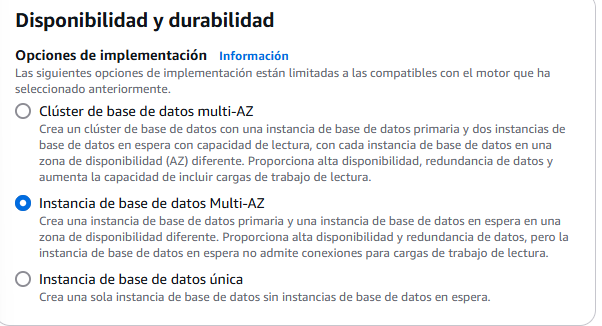 Disponibilidad y durabilidad
Opciones de implementación Información
Las siguientes opciones de implementación están limitadas a las compatibles con el motor que ha
seleccionado anteriormente.
Clúster de base de datos multi-AZ
Crea un clúster de base de datos con una instancia de base de datos primaria y dos instancias de
base de datos en espera con capacidad de lectura, con cada instancia de base de datos en una
zona de disponibilidad (AZ) diferente. Proporciona alta disponibilidad, redundancia de datos y
aumenta la capacidad de incluir cargas de trabajo de lectura.
Instancia de base de datos Multi-AZ
Crea una instancia de base de datos primaria y una instancia de base de datos en espera en una
zona de disponibilidad diferente. Proporciona alta disponibilidad y redundancia de datos, pero la
instancia de base de datos en espera no admite conexiones para cargas de trabajo de lectura.
Instancia de base de datos única
Crea una sola instancia de base de datos sin instancias de base de datos en espera.